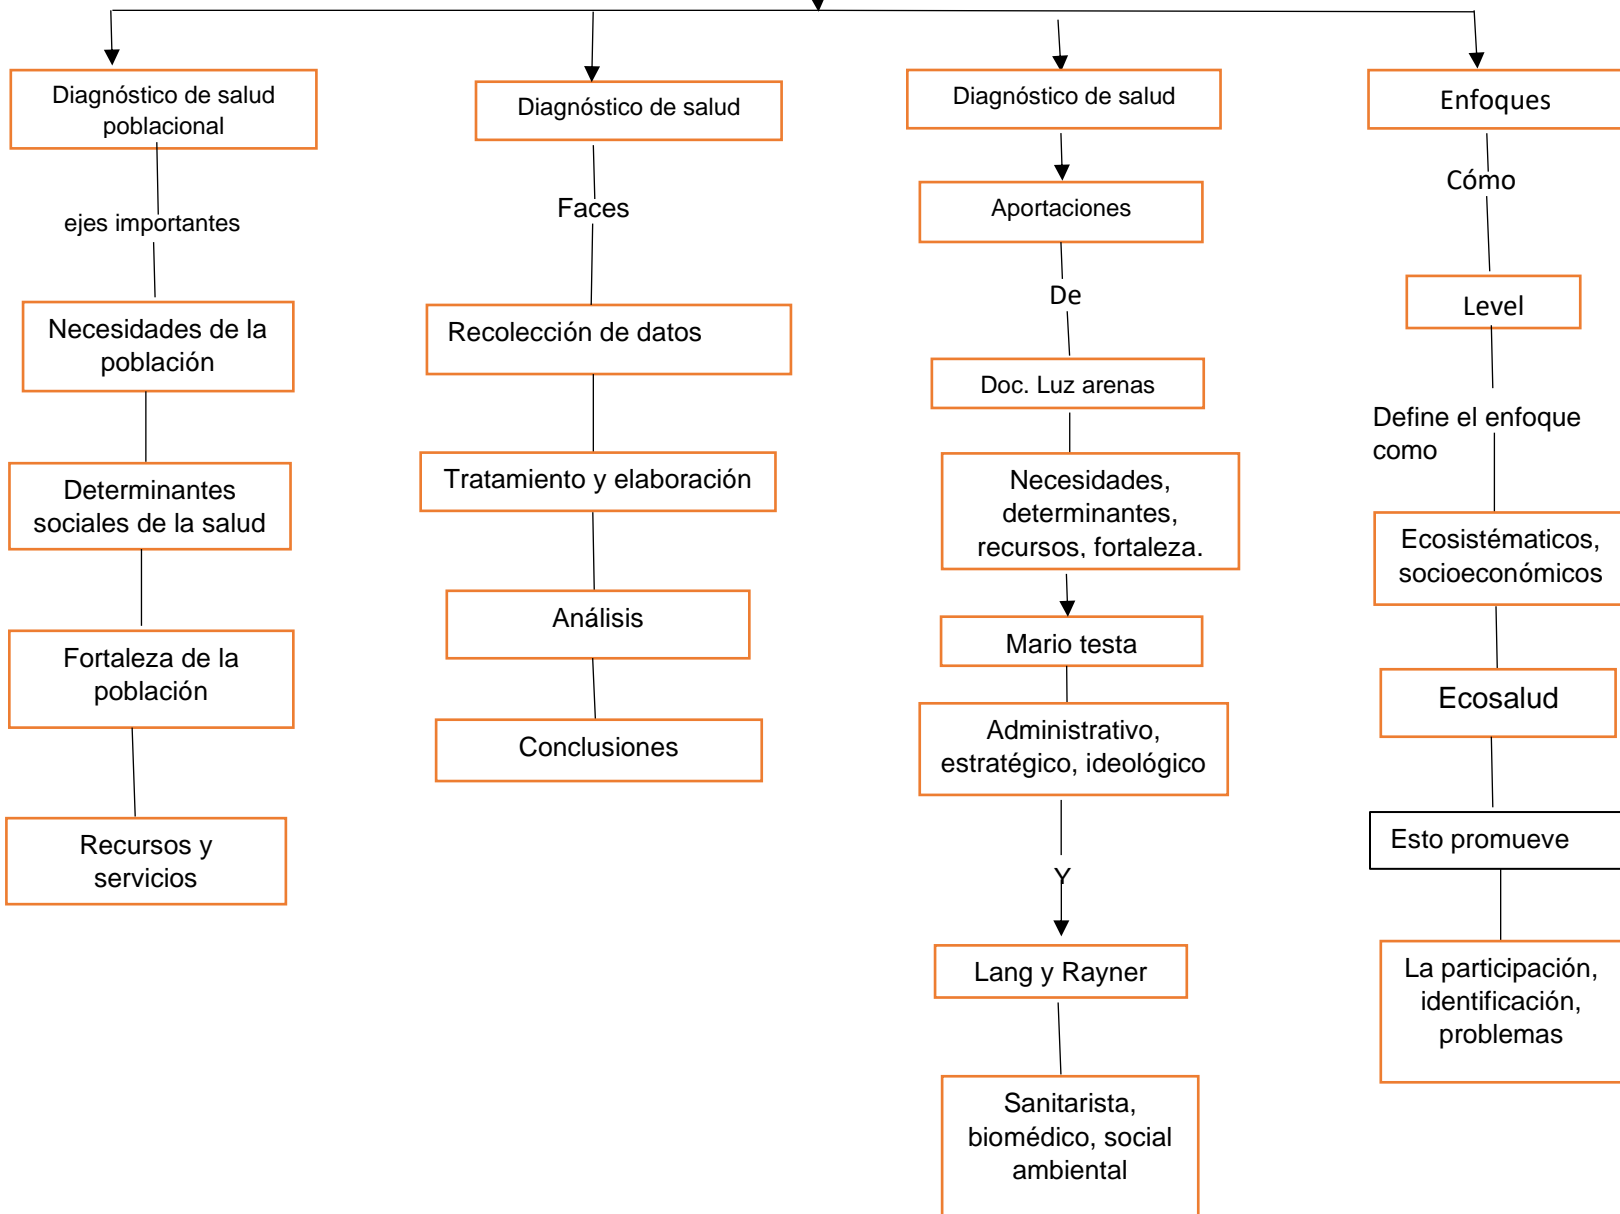 Diagnóstico de salud
poblacional
ejes importantes
Necesidades de la
población
Determinantes
sociales de la salud
Fortaleza de la
población
Recursos y
servicios
Diagnóstico de salud
Faces
Recolección de datos
Tratamiento y elaboración
Análisis
Conclusiones
Diagnóstico de salud
Aportaciones
De
Doc. Luz arenas
Necesidades,
determinantes,
recursos, fortaleza.
Mario testa
Administrativo,
estratégico, ideológico
Y
Lang y Rayner
Sanitarista,
biomédico, social
ambiental
Enfoques
Cómo
Level
Define el enfoque
como
Ecosistématicos,
socioeconómicos
Ecosalud
Esto promueve
La participación,
identificación,
problemas